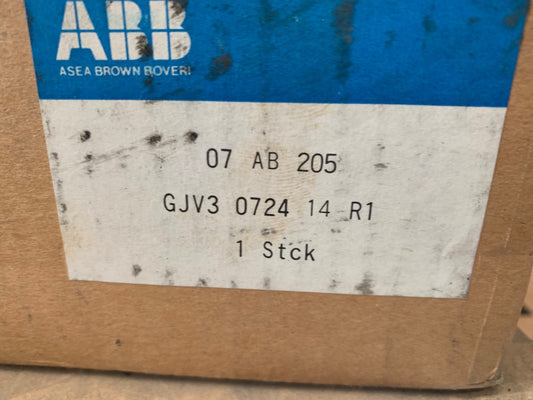 ABB
ASEA BROWN BOVERI
07 AB 205
GJV3 0724 14 R1
1 Stck